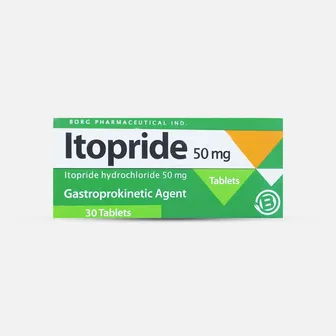 BORG PHARMACEUTICAL IND.
Itopride 50 mg
Itopride hydrochloride 50 mg
Tablets
Gastroprokinetic Agent
30 Tablets
B